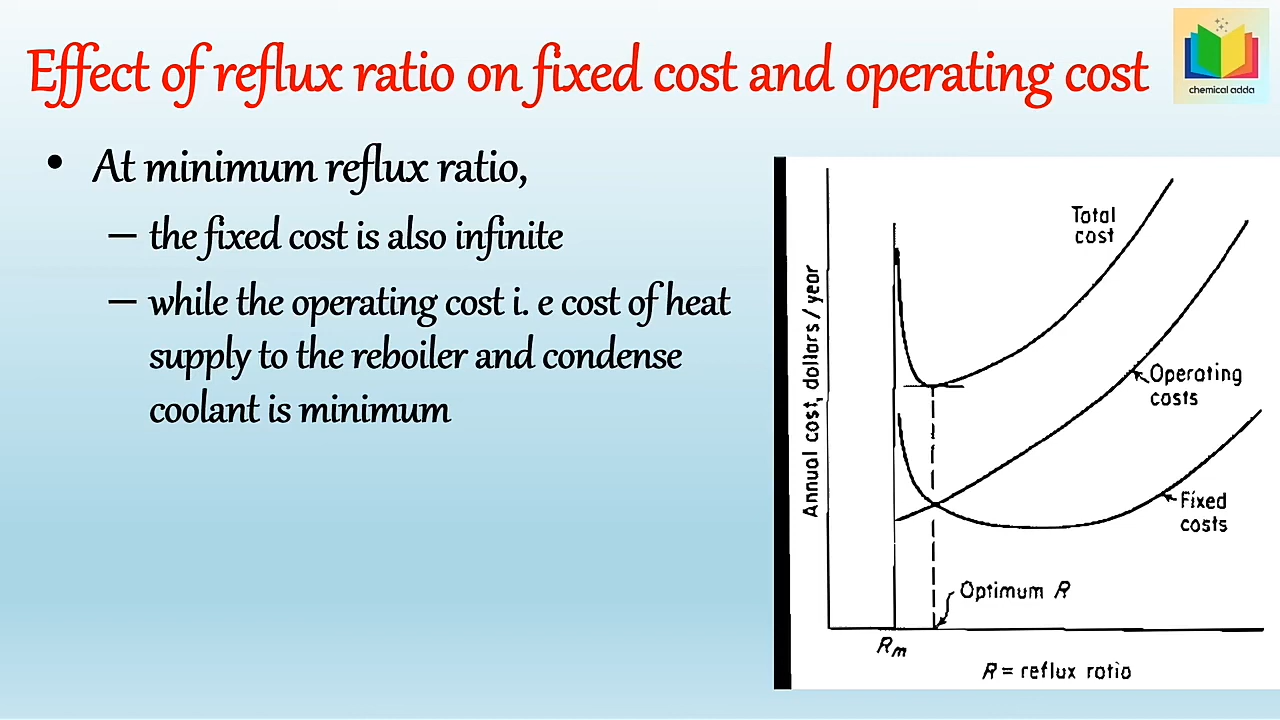 Effect of reflux ratio on fixed cost and operating cost
chemical adda
• At minimum reflux ratio,
– the fixed cost is also infinite
– while the operating cost i. e cost of heat
supply to the reboiler and condense
coolant is minimum
Annual cost, dollars/year
Total
cost
Operating
costs
Fixed
costs
Optimum R
Rm
R = reflux ratio